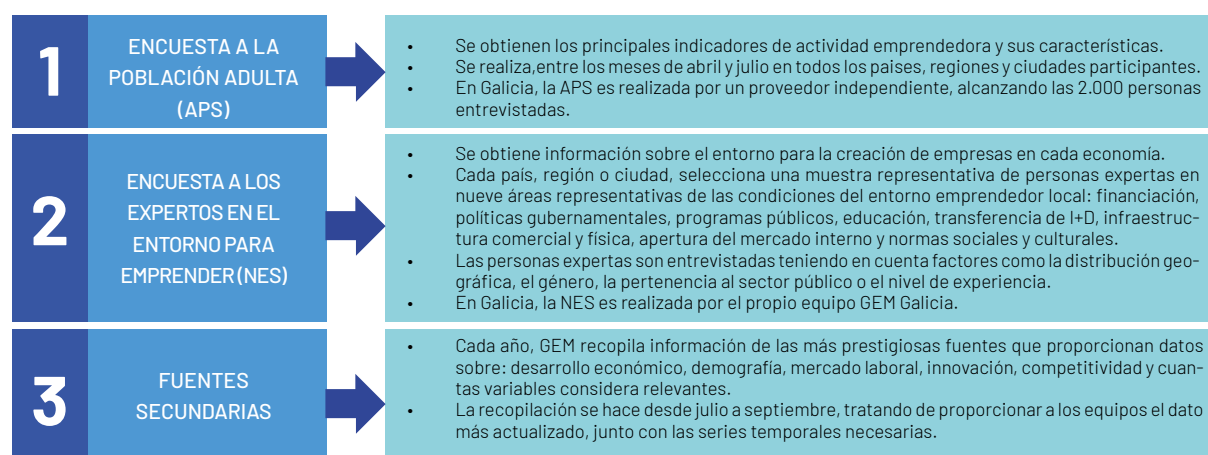 1
ENCUESTA A LA
POBLACIÓN ADULTA
(APS)
• Se obtienen los principales indicadores de actividad emprendedora y sus características.
• Se realiza,entre los meses de abril y julio en todos los paises, regiones y ciudades participantes.
• En Galicia, la APS es realizada por un proveedor independiente, alcanzando las 2.000 personas
entrevistadas.
2
ENCUESTA A LOS
EXPERTOS EN EL
ENTORNO PARA
EMPRENDER (NES)
• Se obtiene información sobre el entorno para la creación de empresas en cada economía.
• Cada país, región o ciudad, selecciona una muestra representativa de personas expertas en
nueve áreas representativas de las condiciones del entorno emprendedor local: financiación,
políticas gubernamentales, programas públicos, educación, transferencia de I+D, infraestruc-
tura comercial y física, apertura del mercado interno y normas sociales y culturales.
• Las personas expertas son entrevistadas teniendo en cuenta factores como la distribución geo-
gráfica, el género, la pertenencia al sector público o el nivel de experiencia.
• En Galicia, la NES es realizada por el propio equipo GEM Galicia.
3
FUENTES
SECUNDARIAS
• Cada año, GEM recopila información de las más prestigiosas fuentes que proporcionan datos
sobre: desarrollo económico, demografía, mercado laboral, innovación, competitividad y cuan-
tas variables considera relevantes.
• La recopilación se hace desde julio a septiembre, tratando de proporcionar a los equipos el dato
más actualizado, junto con las series temporales necesarias.